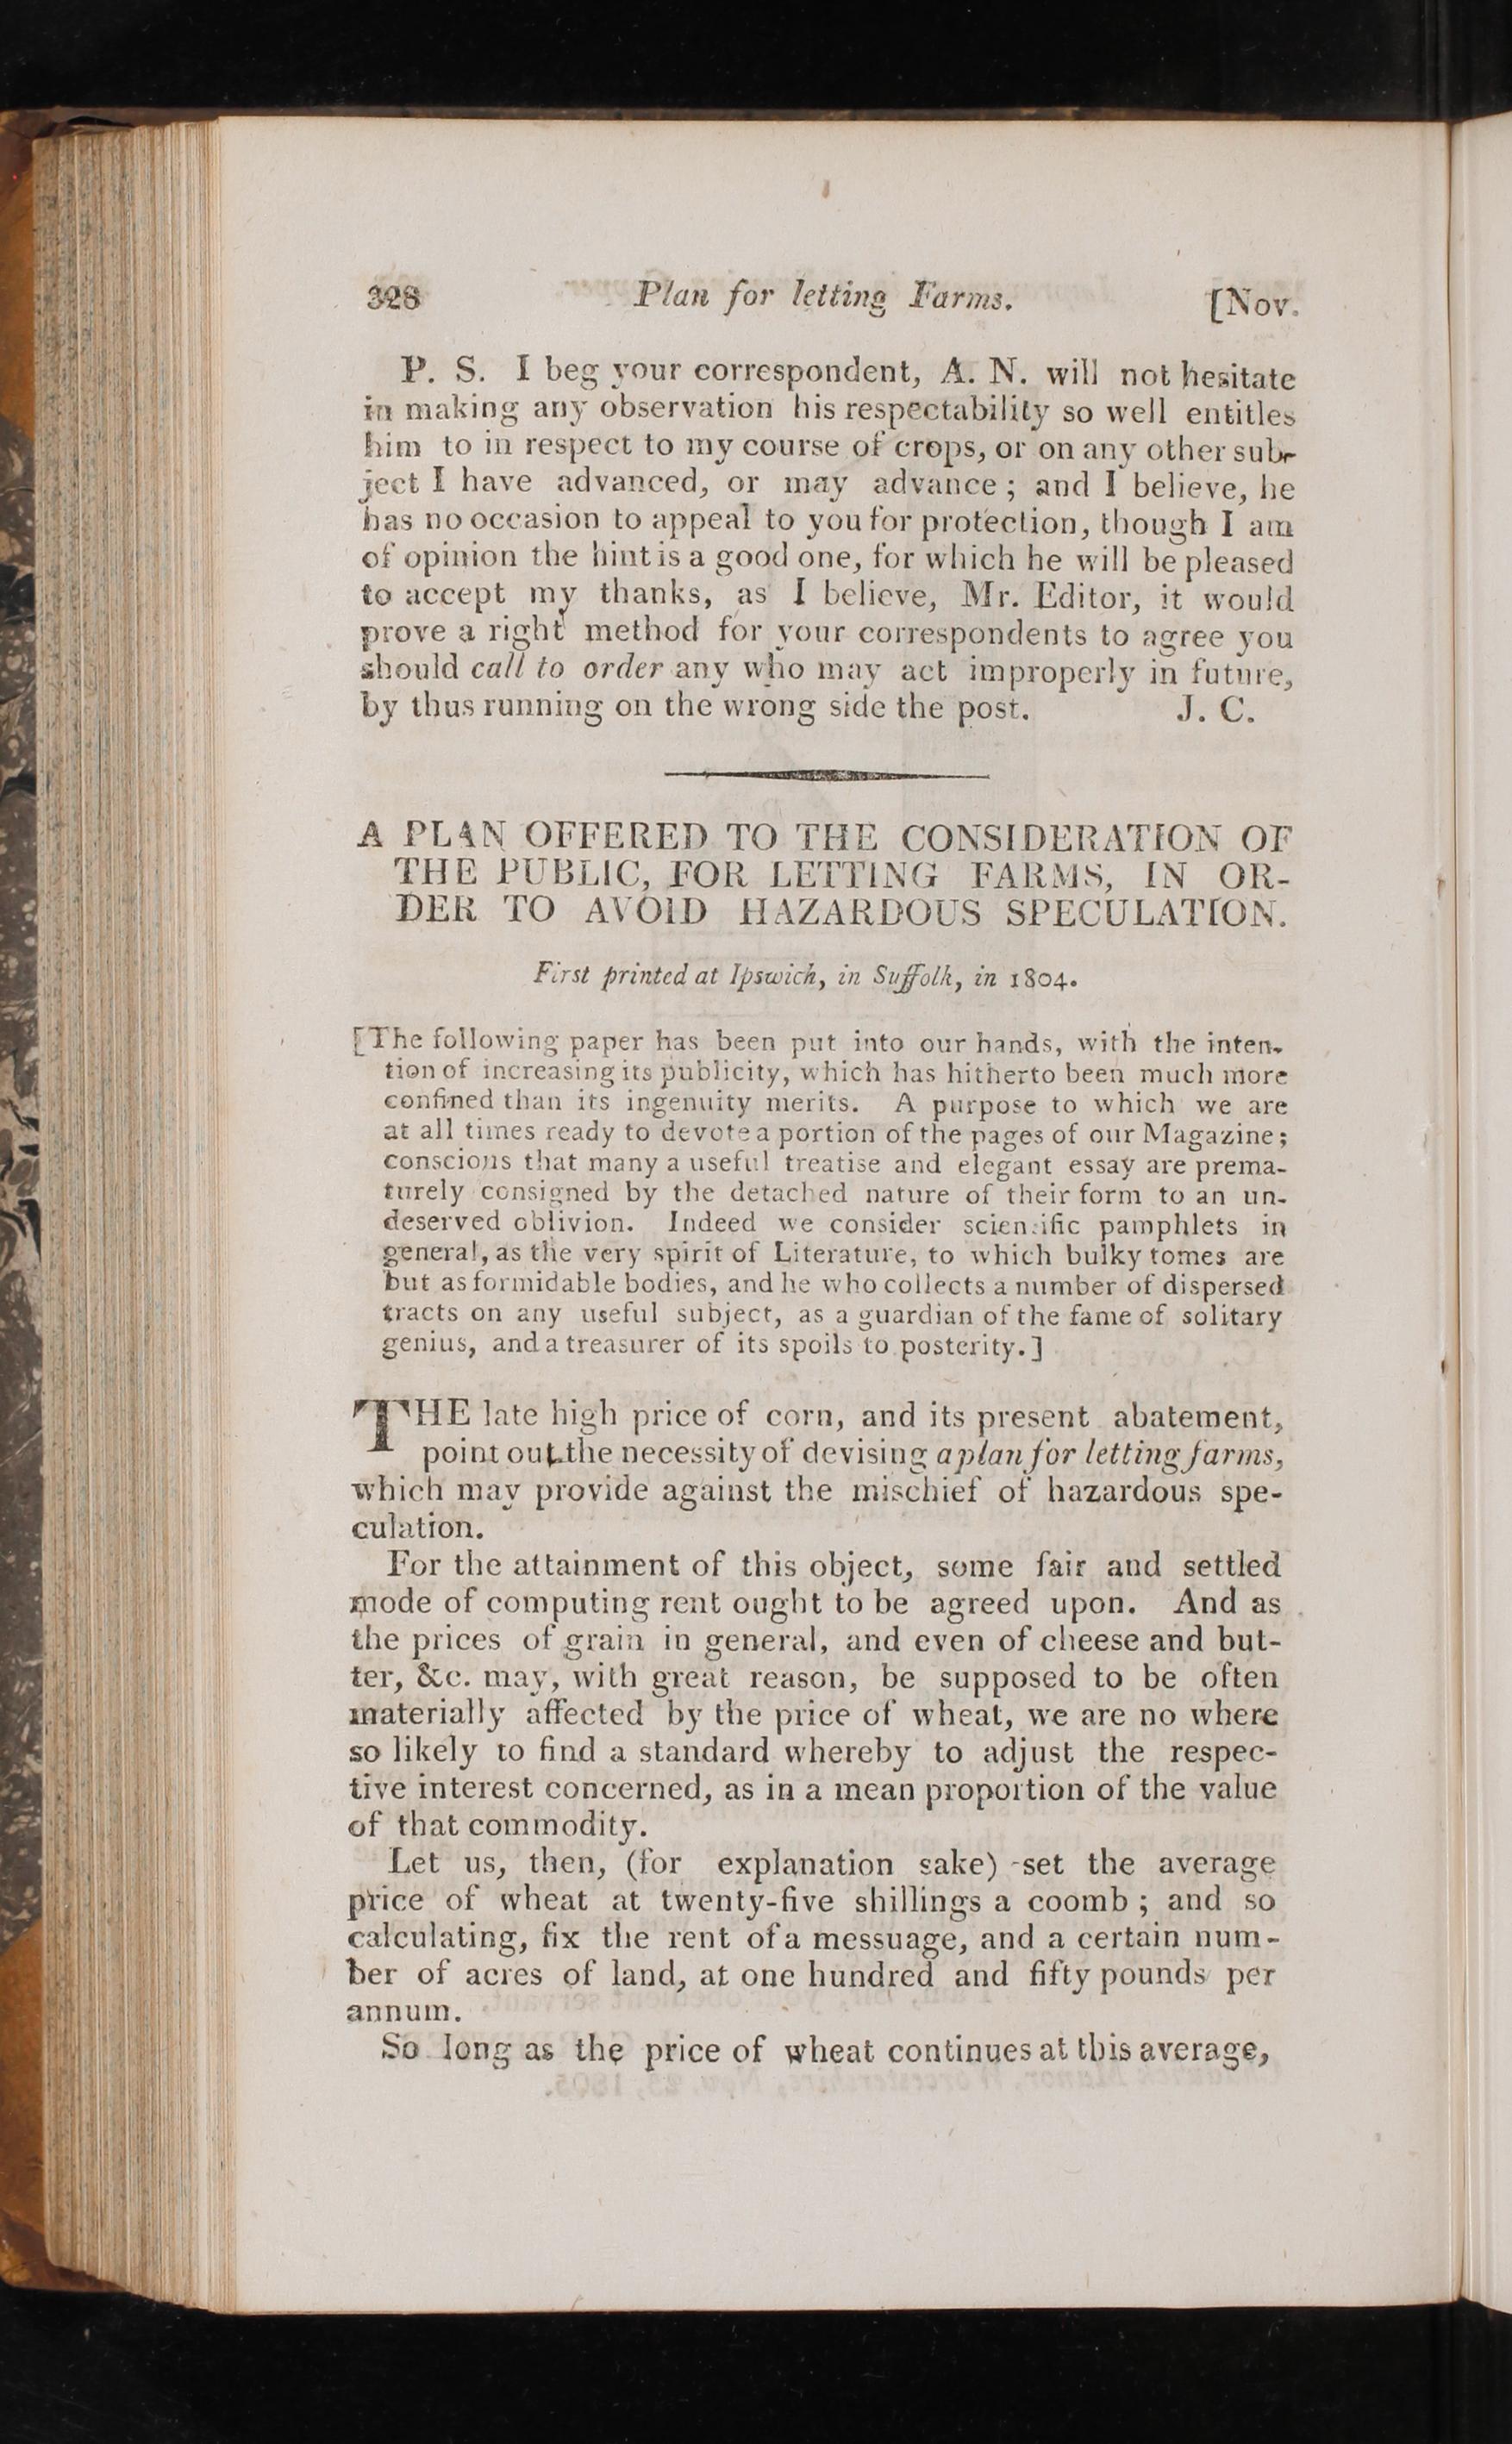 328 Plan for letting Farms. [Nov.
P. S. I beg your correspondent, A. N. will not hesitate
in making any observation his respectability so well entitles
him to in respect to my course of crops, or on any other sub-
ject I have advanced, or may advance; and I believe, he
has no occasion to appeal to you for protection, though I am
of opinion the hint is a good one, for which he will be pleased
to accept my thanks, as I believe, Mr. Editor, it would
prove a right method for your correspondents to agree you
should call to order any who may act improperly in future,
by thus running on the wrong side the post. J. C.
A PLAN OFFERED TO THE CONSIDERATION OF
THE PUBLIC, FOR LETTING FARMS, IN OR-
DER TO AVOID HAZARDOUS SPECULATION.
First printed at Ipswich, in Suffolk, in 1804.
[The following paper has been put into our hands, with the inten-
tion of increasing its publicity, which has hitherto been much more
confined than its ingenuity merits. A purpose to which we are
at all times ready to devote a portion of the pages of our Magazine;
conscious that many a useful treatise and elegant essay are prema-
turely consigned by the detached nature of their form to an un-
deserved oblivion. Indeed we consider scientific pamphlets in
general, as the very spirit of Literature, to which bulky tomes are
but as formidable bodies, and he who collects a number of dispersed
tracts on any useful subject, as a guardian of the fame of solitary
genius, and a treasurer of its spoils to posterity.]
THE late high price of corn, and its present abatement,
point out the necessity of devising a plan for letting farms,
which may provide against the mischief of hazardous spe-
culation.
For the attainment of this object, some fair and settled
mode of computing rent ought to be agreed upon. And as
the prices of grain in general, and even of cheese and but-
ter, &c. may, with great reason, be supposed to be often
materially affected by the price of wheat, we are no where
so likely to find a standard whereby to adjust the respec-
tive interest concerned, as in a mean proportion of the value
of that commodity.
Let us, then, (for explanation sake) set the average
price of wheat at twenty-five shillings a coomb; and so
calculating, fix the rent of a messuage, and a certain num-
ber of acres of land, at one hundred and fifty pounds per
annum.
So long as the price of wheat continues at this average,